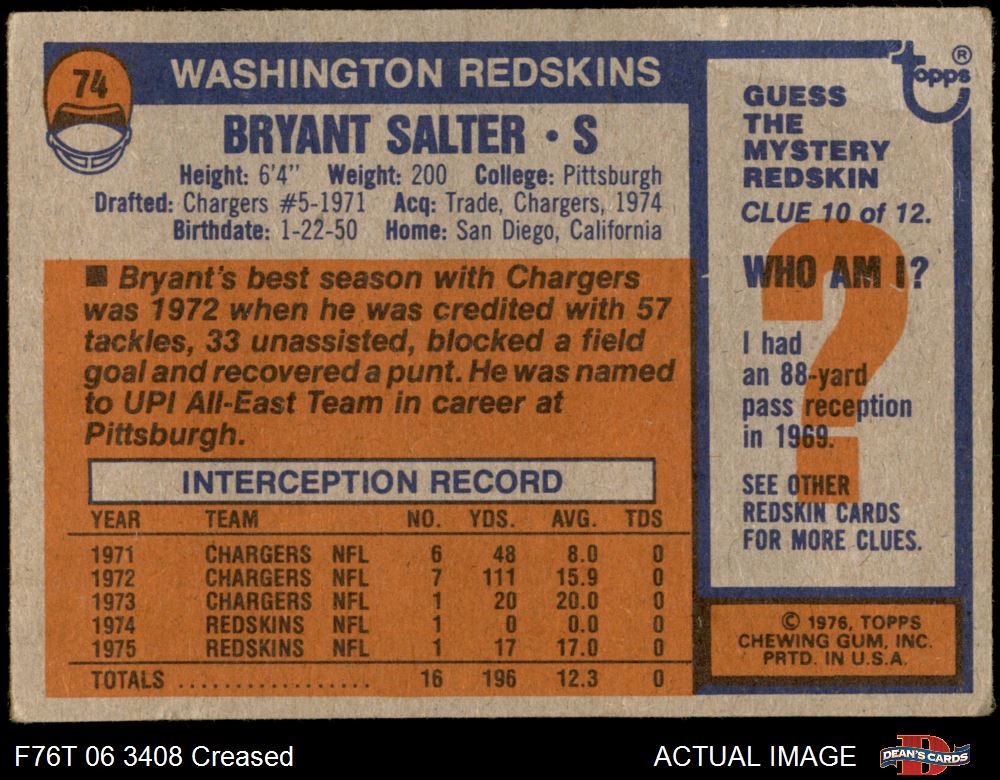 74
WASHINGTON REDSKINS
BRYANT SALTER • S
Height: 6'4" Weight: 200 College: Pittsburgh
Drafted: Chargers #5-1971 Acq: Trade, Chargers, 1974
Birthdate: 1-22-50 Home: San Diego, California
■ Bryant's best season with Chargers
was 1972 when he was credited with 57
tackles, 33 unassisted, blocked a field
goal and recovered a punt. He was named
to UPI All-East Team in career at
Pittsburgh.
INTERCEPTION RECORD
YEAR TEAM NO. YDS. AVG. TDS
1971 CHARGERS NFL 6 48 8.0 0
1972 CHARGERS NFL 7 111 15.9 0
1973 CHARGERS NFL 1 20 20.0 0
1974 REDSKINS NFL 1 0 0.0 0
1975 REDSKINS NFL 1 17 17.0 0
TOTALS .................. 16 196 12.3 0
Topps ®
GUESS
THE
MYSTERY
REDSKIN
CLUE 10 of 12.
WHO AM I?
I had
an 88-yard
pass reception
in 1969.
SEE OTHER
REDSKIN CARDS
FOR MORE CLUES.
© 1976, TOPPS
CHEWING GUM, INC.
PRTD. IN U.S.A.
F76T 06 3408 Creased
ACTUAL IMAGE
DEAN'S CARDS